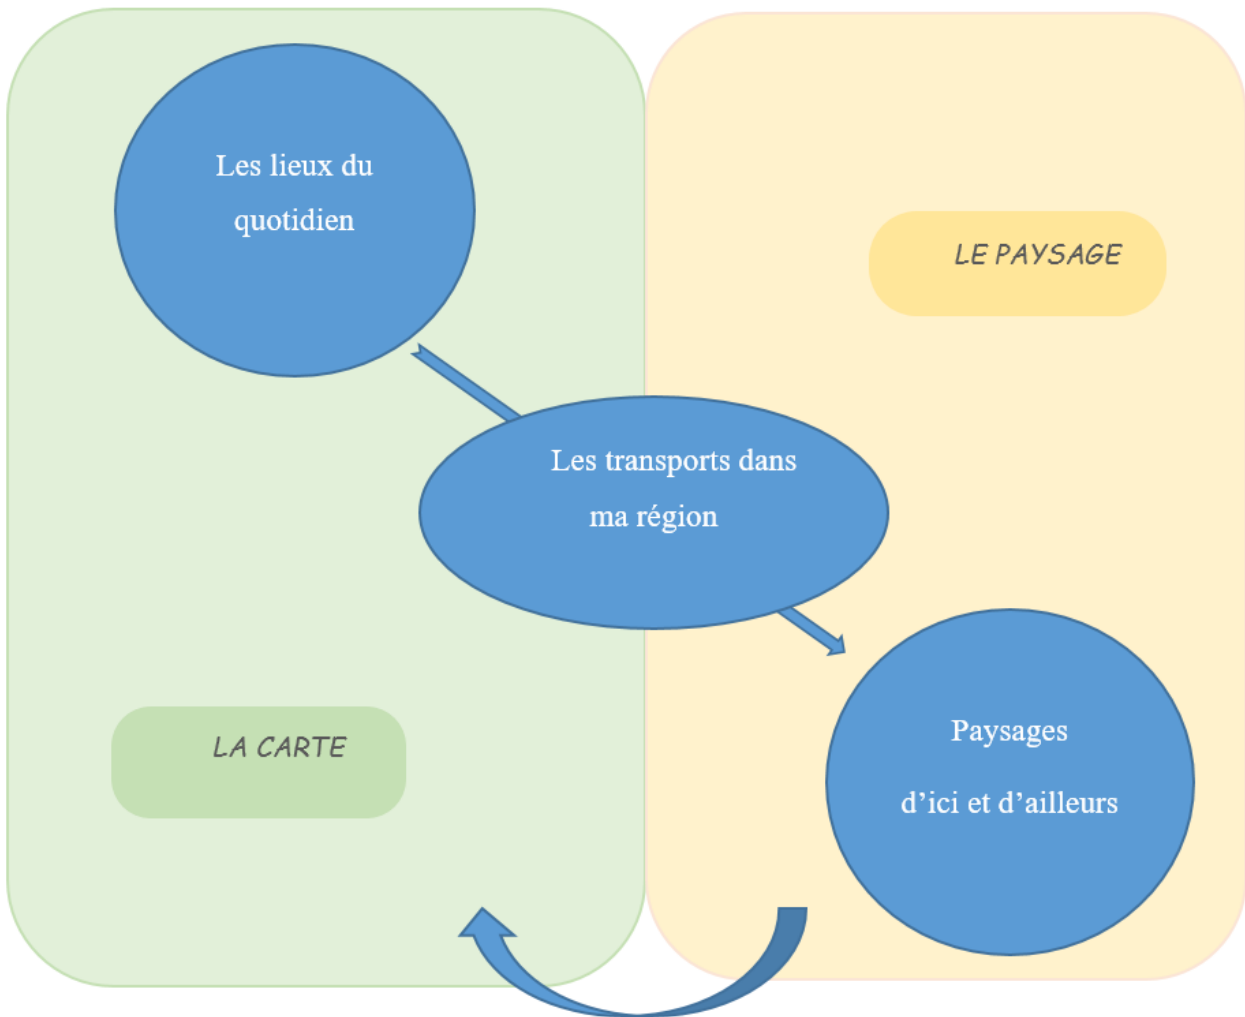 Les lieux du
quotidien
LE PAYSAGE
Les transports dans
ma région
LA CARTE
Paysages
d’ici et d’ailleurs